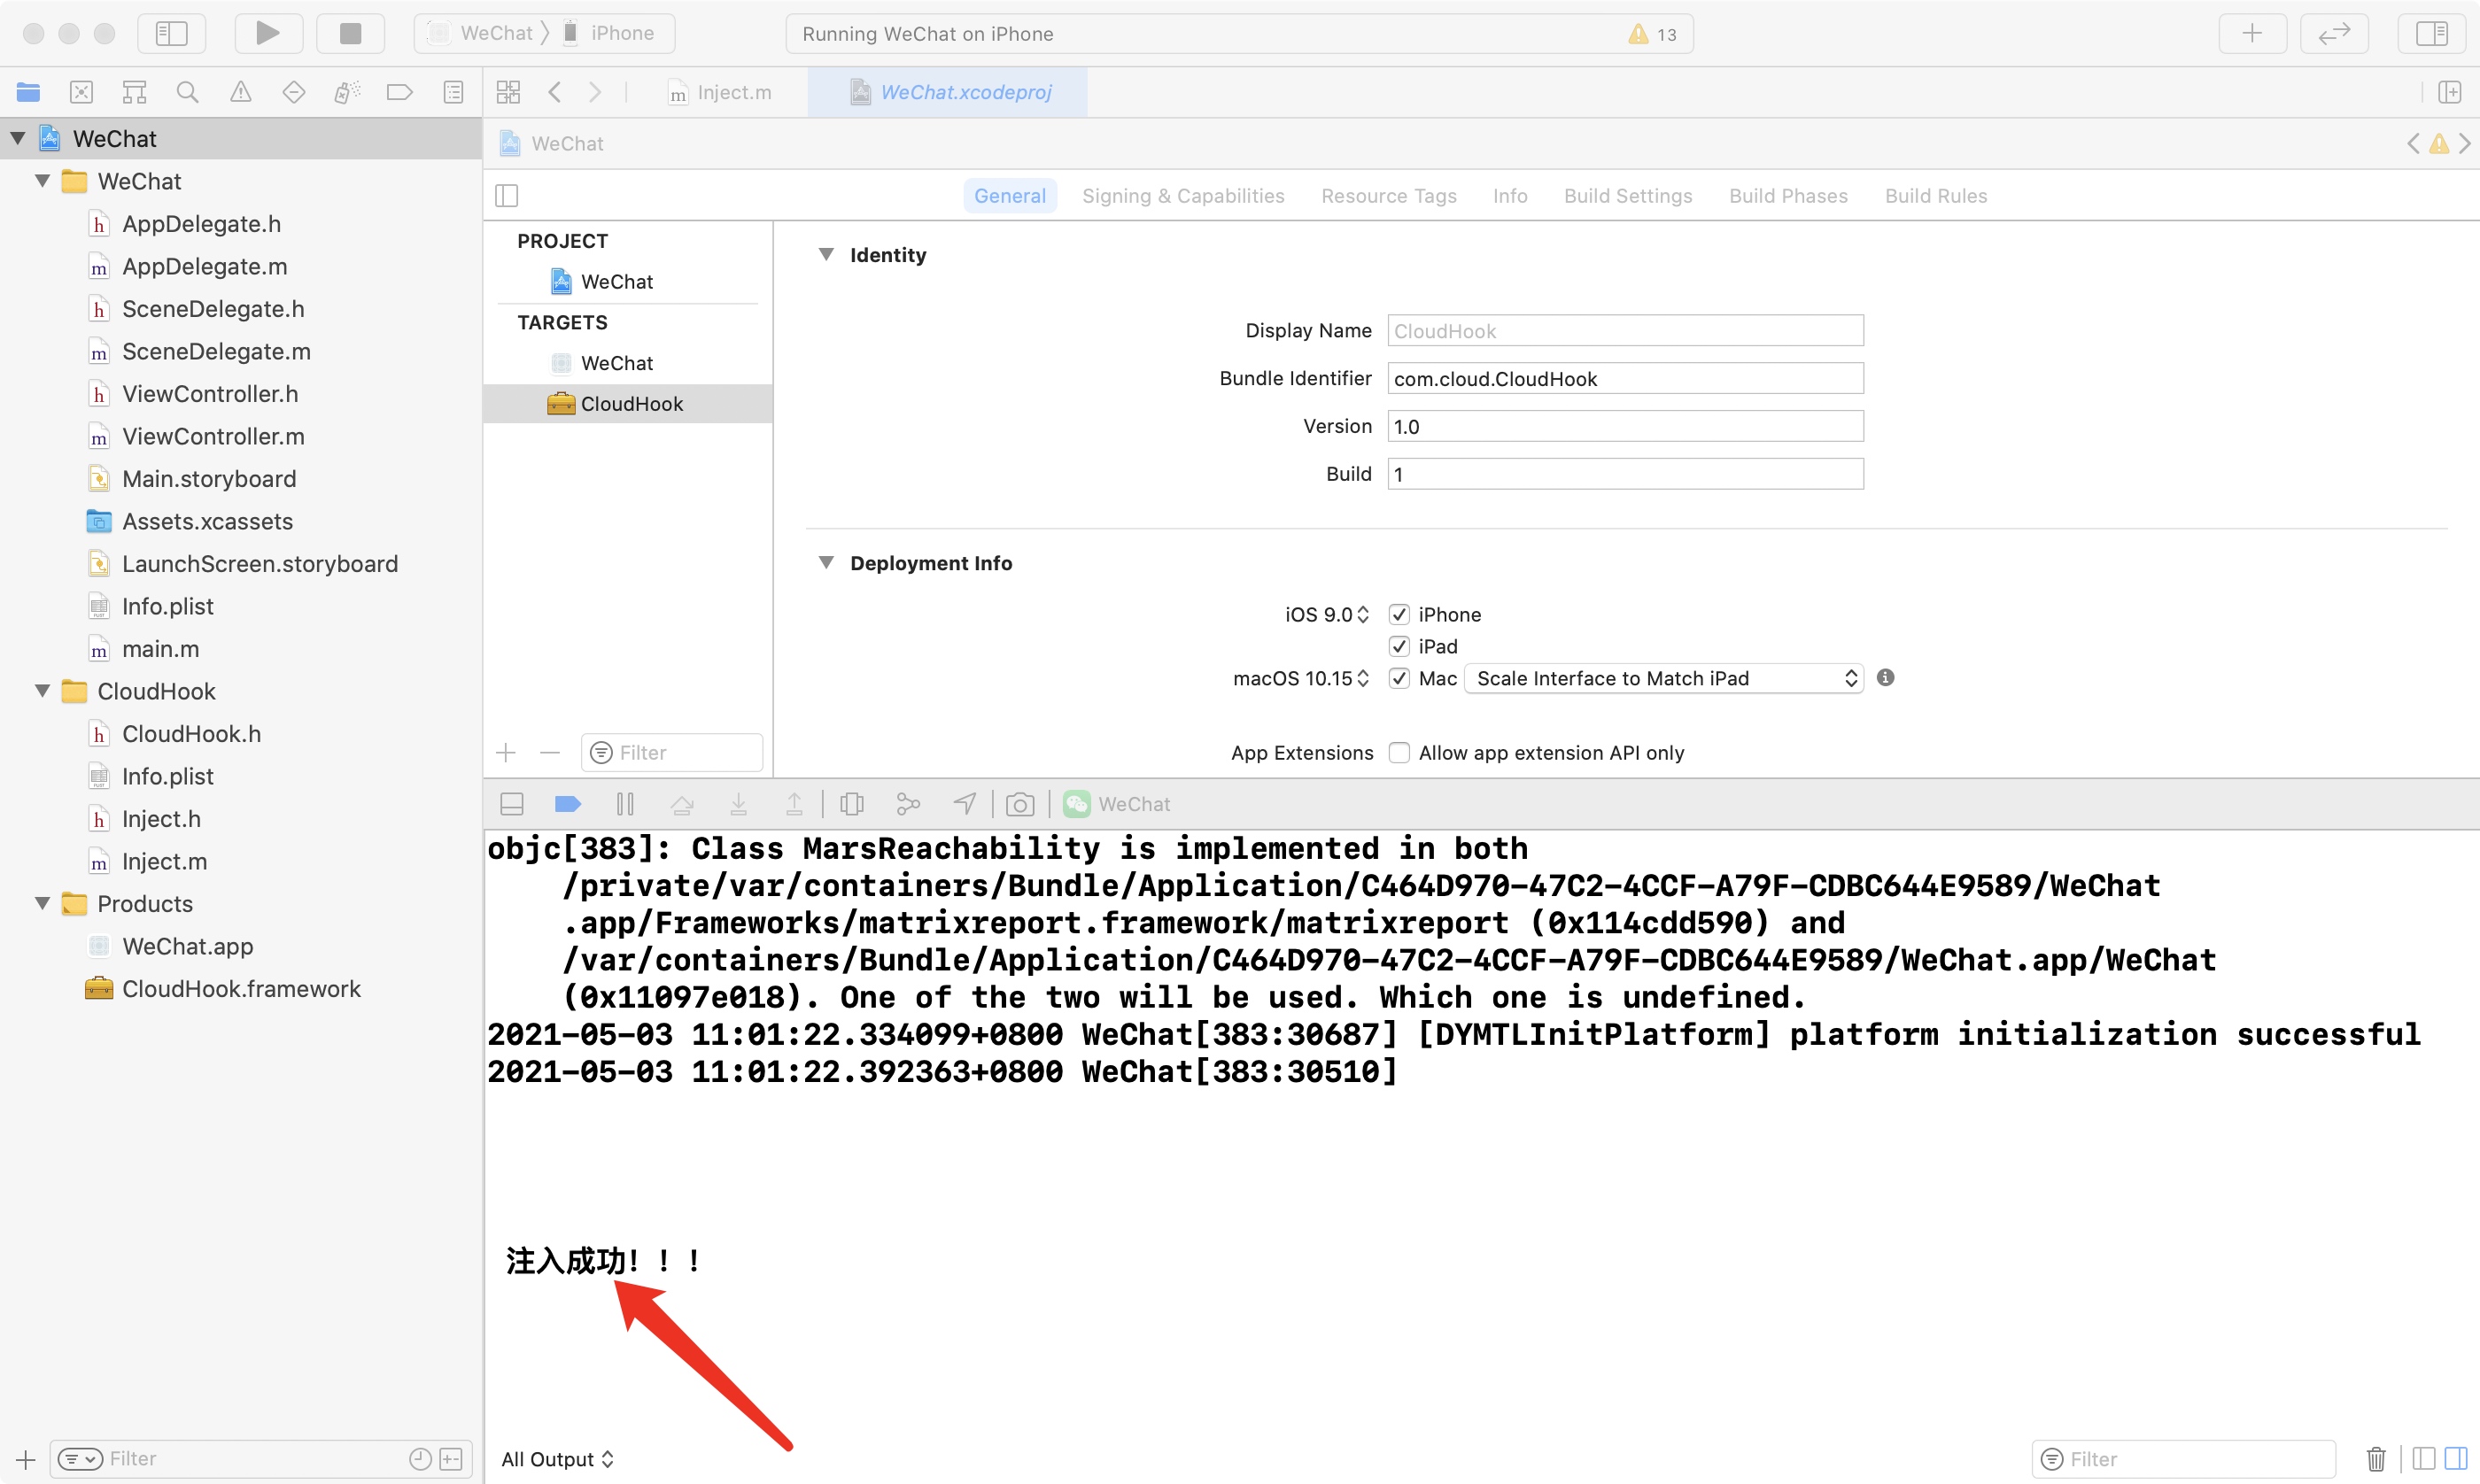 WeChat 〉 iPhone
Running WeChat on iPhone
13
Inject.m
WeChat.xcodeproj
WeChat
WeChat
AppDelegate.h
AppDelegate.m
SceneDelegate.h
SceneDelegate.m
ViewController.h
ViewController.m
Main.storyboard
Assets.xcassets
LaunchScreen.storyboard
Info.plist
main.m
CloudHook
CloudHook.h
Info.plist
Inject.h
Inject.m
Products
WeChat.app
CloudHook.framework
Filter
WeChat
General Signing & Capabilities Resource Tags Info Build Settings Build Phases Build Rules
PROJECT
WeChat
TARGETS
WeChat
CloudHook
Filter
Identity
Display Name CloudHook
Bundle Identifier com.cloud.CloudHook
Version 1.0
Build 1
Deployment Info
iOS 9.0 iPhone
iPad
macOS 10.15 Mac Scale Interface to Match iPad
App Extensions Allow app extension API only
WeChat
objc[383]: Class MarsReachability is implemented in both
/private/var/containers/Bundle/Application/C464D970-47C2-4CCF-A79F-CDBC644E9589/WeChat
.app/Frameworks/matrixreport.framework/matrixreport (0x114cdd590) and
/var/containers/Bundle/Application/C464D970-47C2-4CCF-A79F-CDBC644E9589/WeChat.app/WeChat
(0x11097e018). One of the two will be used. Which one is undefined.
2021-05-03 11:01:22.334099+0800 WeChat[383:30687] [DYMTLInitPlatform] platform initialization successful
2021-05-03 11:01:22.392363+0800 WeChat[383:30510]
注入成功！！！
All Output
Filter